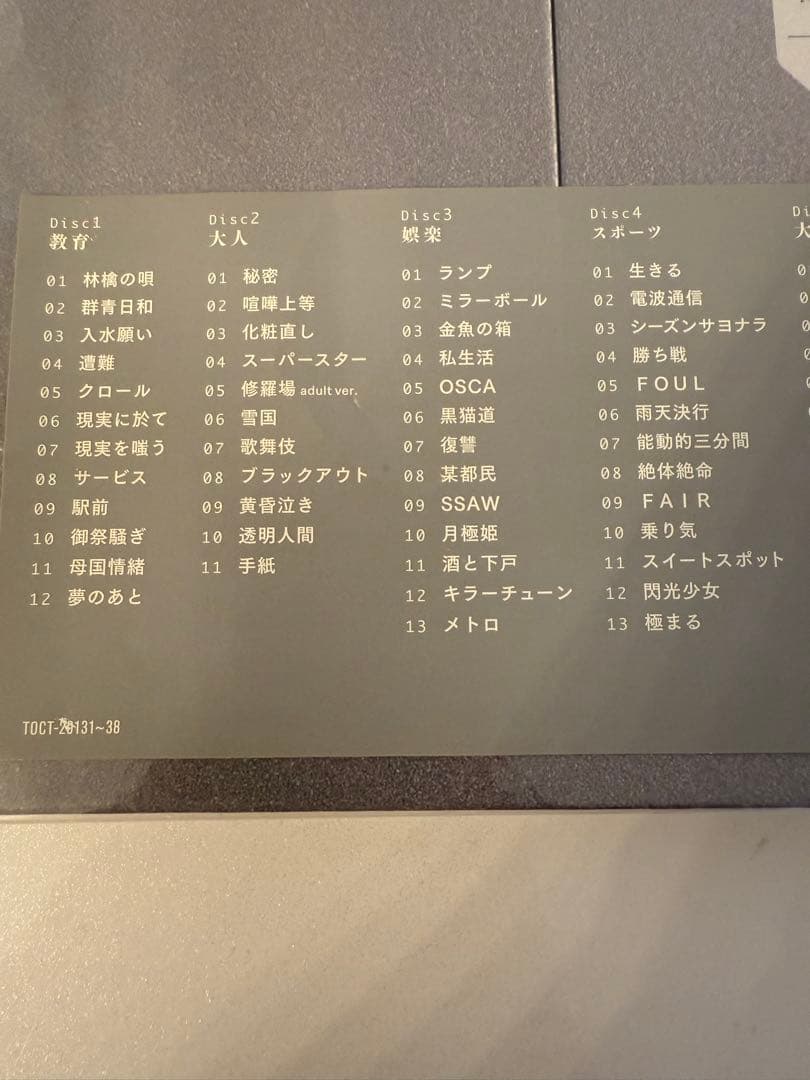 Disc1
教育
01 林檎の唄
02 群青日和
03 入水願い
04 遭難
05 クロール
06 現実に於て
07 現実を嗤う
08 サービス
09 駅前
10 御祭騒ぎ
11 母国情緒
12 夢のあと
Disc2
大人
01 秘密
02 喧嘩上等
03 化粧直し
04 スーパースター
05 修羅場 adult ver.
06 雪国
07 歌舞伎
08 ブラックアウト
09 黄昏泣き
10 透明人間
11 手紙
Disc3
娯楽
01 ランプ
02 ミラーボール
03 金魚の箱
04 私生活
05 OSCA
06 黒猫道
07 復讐
08 某都民
09 SSAW
10 月極姫
11 酒と下戸
12 キラーチューン
13 メトロ
Disc4
スポーツ
01 生きる
02 電波通信
03 シーズンサヨナラ
04 勝ち戦
05 FOUL
06 雨天決行
07 能動的三分間
08 絶体絶命
09 FAIR
10 乗り気
11 スイートスポット
12 閃光少女
13 極まる